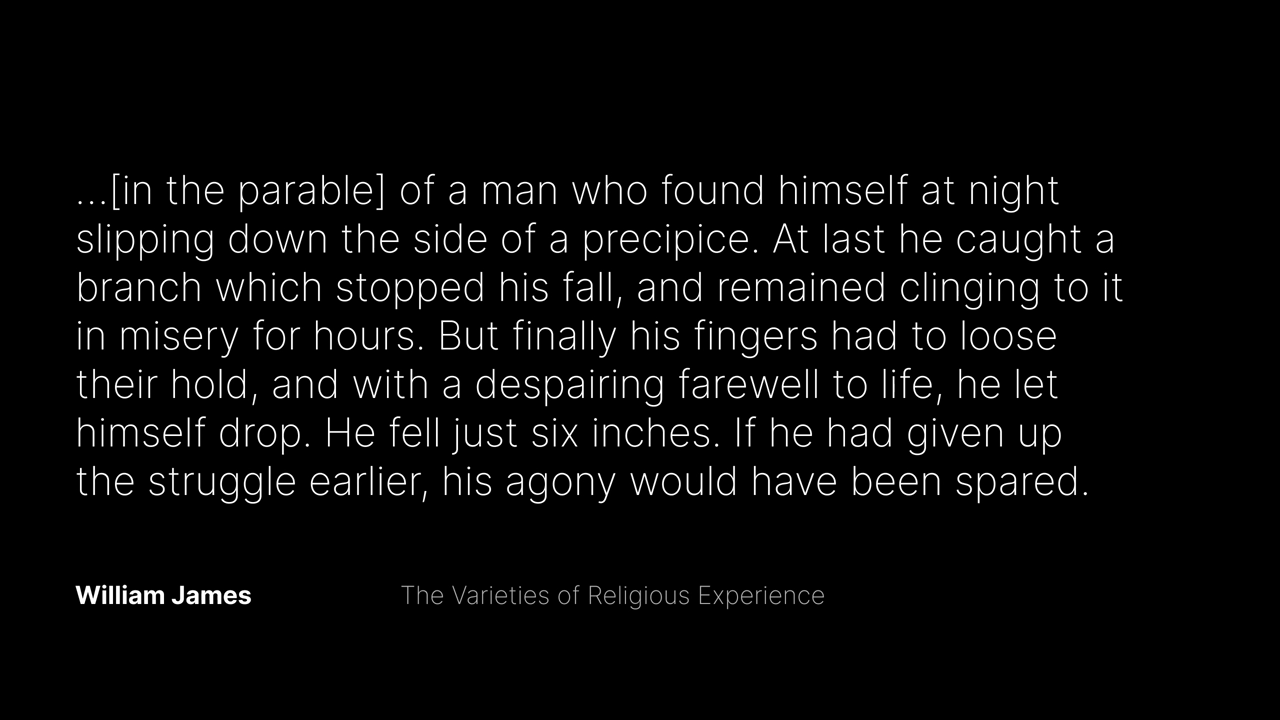 ...[in the parable] of a man who found himself at night
slipping down the side of a precipice. At last he caught a
branch which stopped his fall, and remained clinging to it
in misery for hours. But finally his fingers had to loose
their hold, and with a despairing farewell to life, he let
himself drop. He fell just six inches. If he had given up
the struggle earlier, his agony would have been spared.
William James The Varieties of Religious Experience